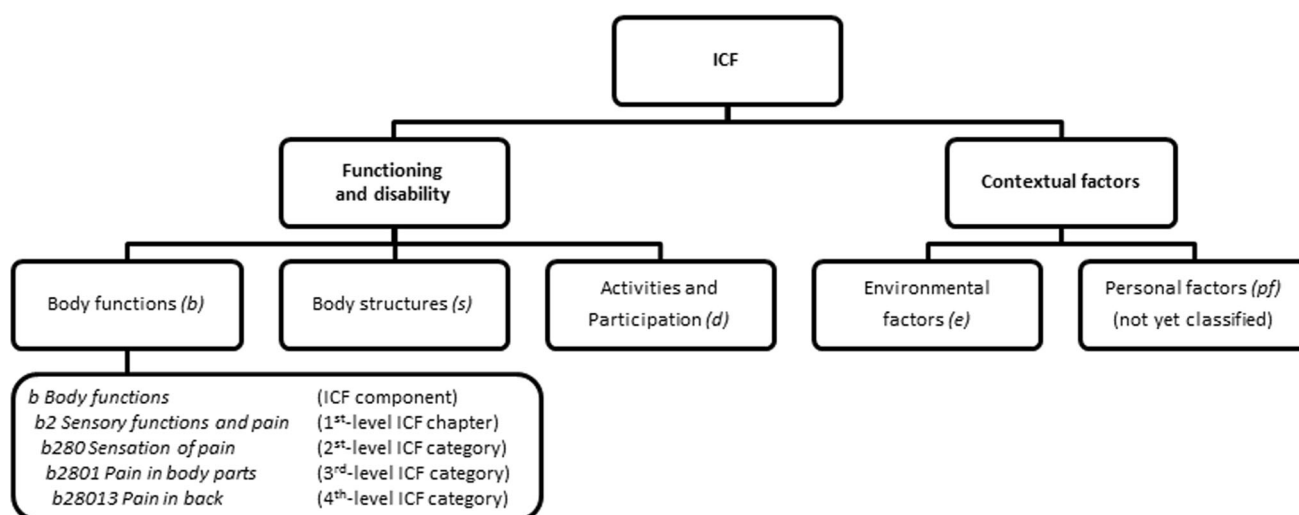 ICF
Functioning
and disability
Contextual factors
Body functions (b)
Body structures (s)
Activities and
Participation (d)
Environmental
factors (e)
Personal factors (pf)
(not yet classified)
b Body functions (ICF component)
b2 Sensory functions and pain (1st-level ICF chapter)
b280 Sensation of pain (2st-level ICF category)
b2801 Pain in body parts (3rd-level ICF category)
b28013 Pain in back (4th-level ICF category)